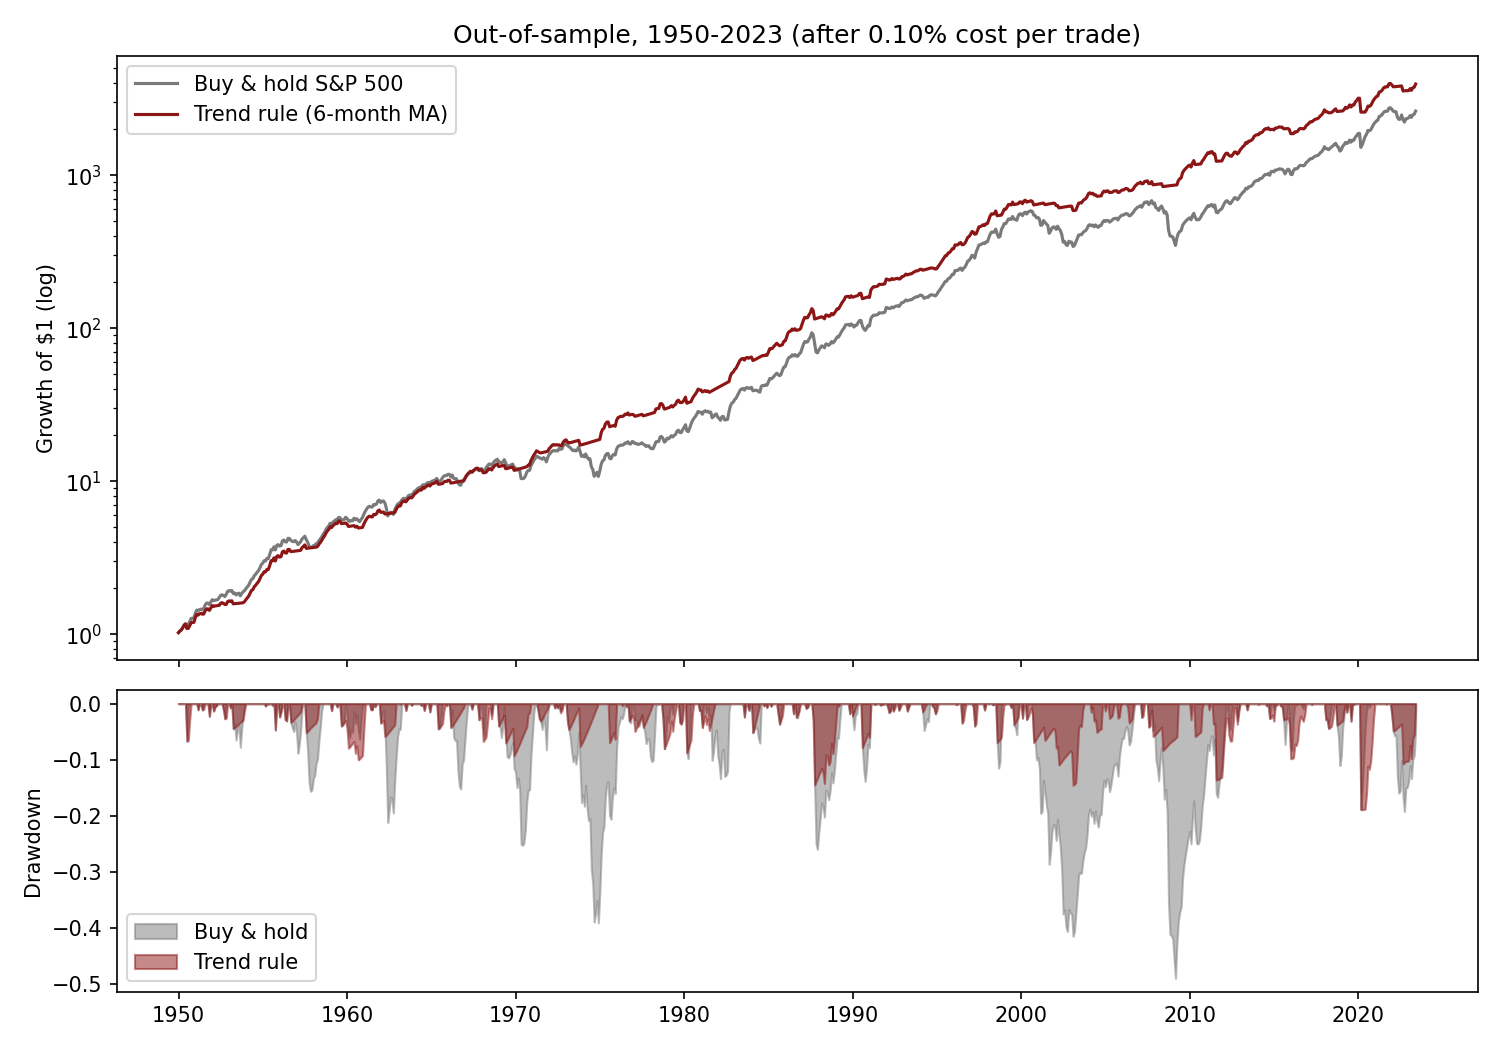 Out-of-sample, 1950-2023 (after 0.10% cost per trade)
Buy & hold S&P 500
Trend rule (6-month MA)
Growth of $1 (log)
10³
10²
10¹
10⁰
Drawdown
0.0
−0.1
−0.2
−0.3
−0.4
−0.5
Buy & hold
Trend rule
1950 1960 1970 1980 1990 2000 2010 2020